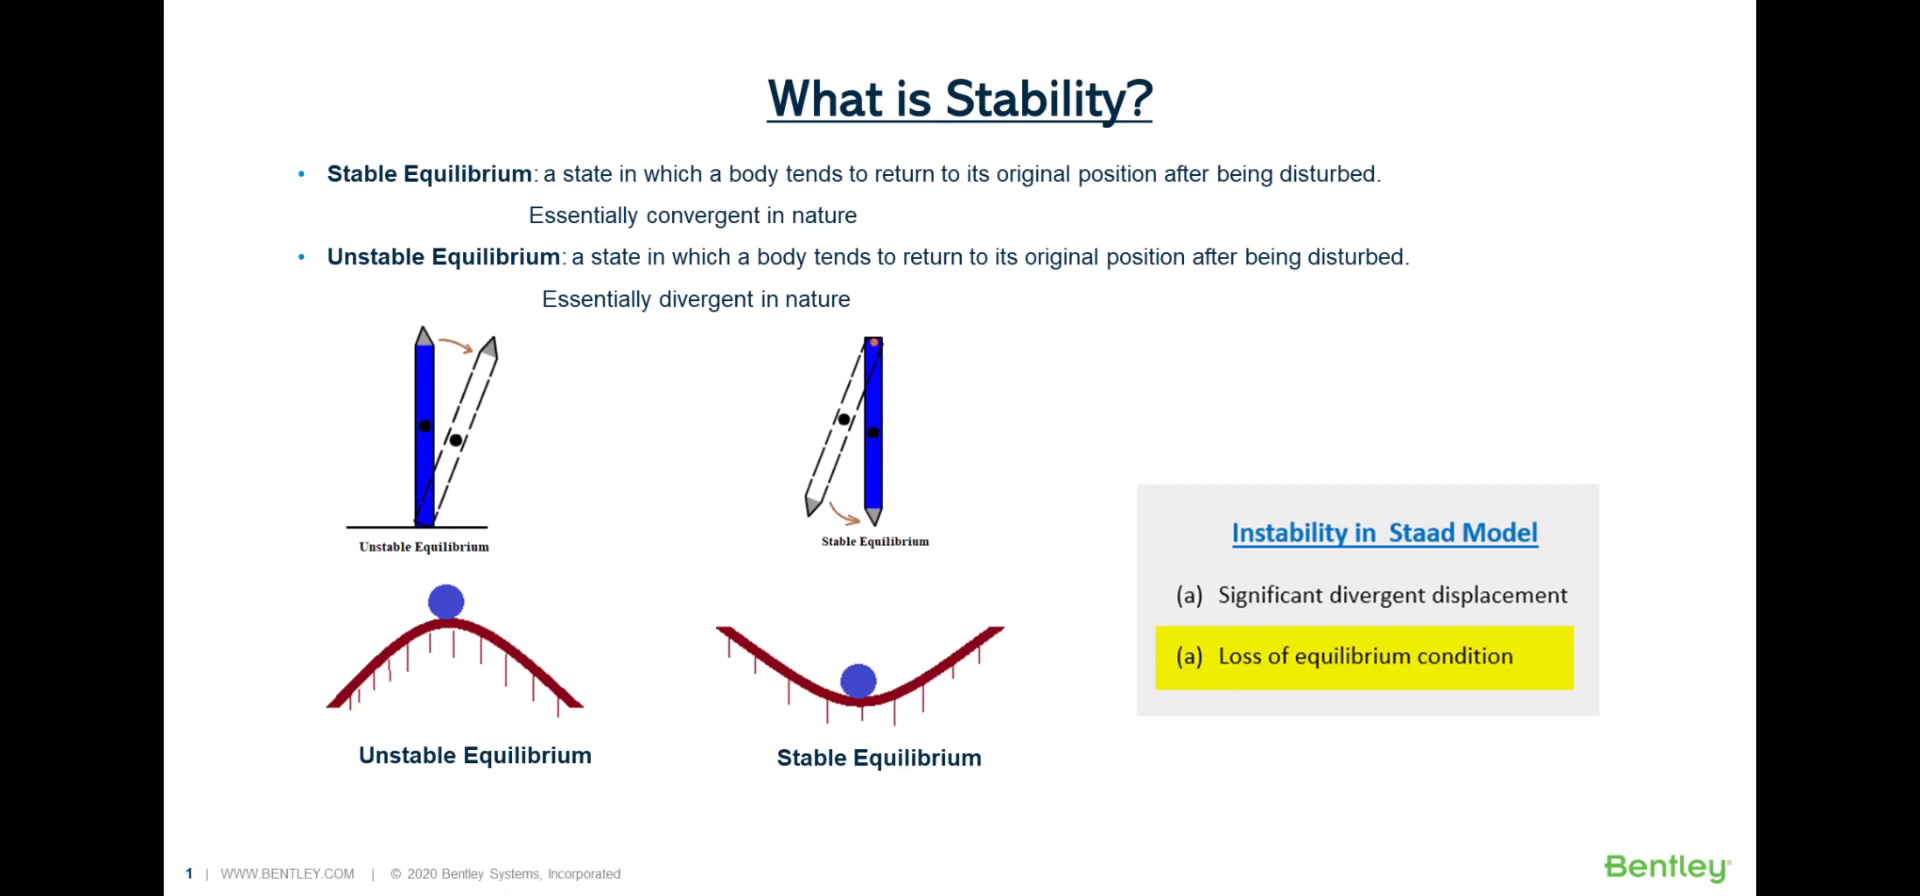 What is Stability?
• Stable Equilibrium: a state in which a body tends to return to its original position after being disturbed.
Essentially convergent in nature
• Unstable Equilibrium: a state in which a body tends to return to its original position after being disturbed.
Essentially divergent in nature
Unstable Equilibrium
Stable Equilibrium
Instability in Staad Model
(a) Significant divergent displacement
(a) Loss of equilibrium condition
Unstable Equilibrium
Stable Equilibrium
1 | WWW.BENTLEY.COM | © 2020 Bentley Systems, Incorporated
Bentley®